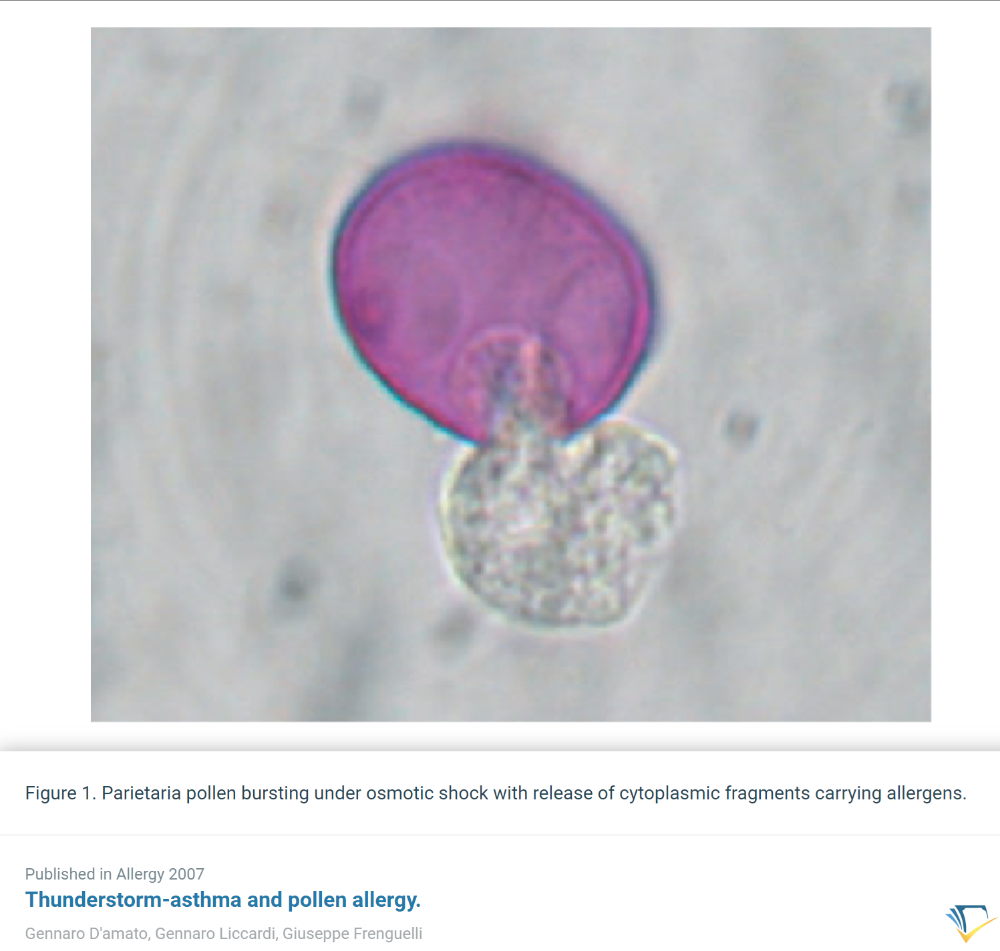 Figure 1. Parietaria pollen bursting under osmotic shock with release of cytoplasmic fragments carrying allergens.
Published in Allergy 2007
Thunderstorm-asthma and pollen allergy.
Gennaro D'amato, Gennaro Liccardi, Giuseppe Frenguelli